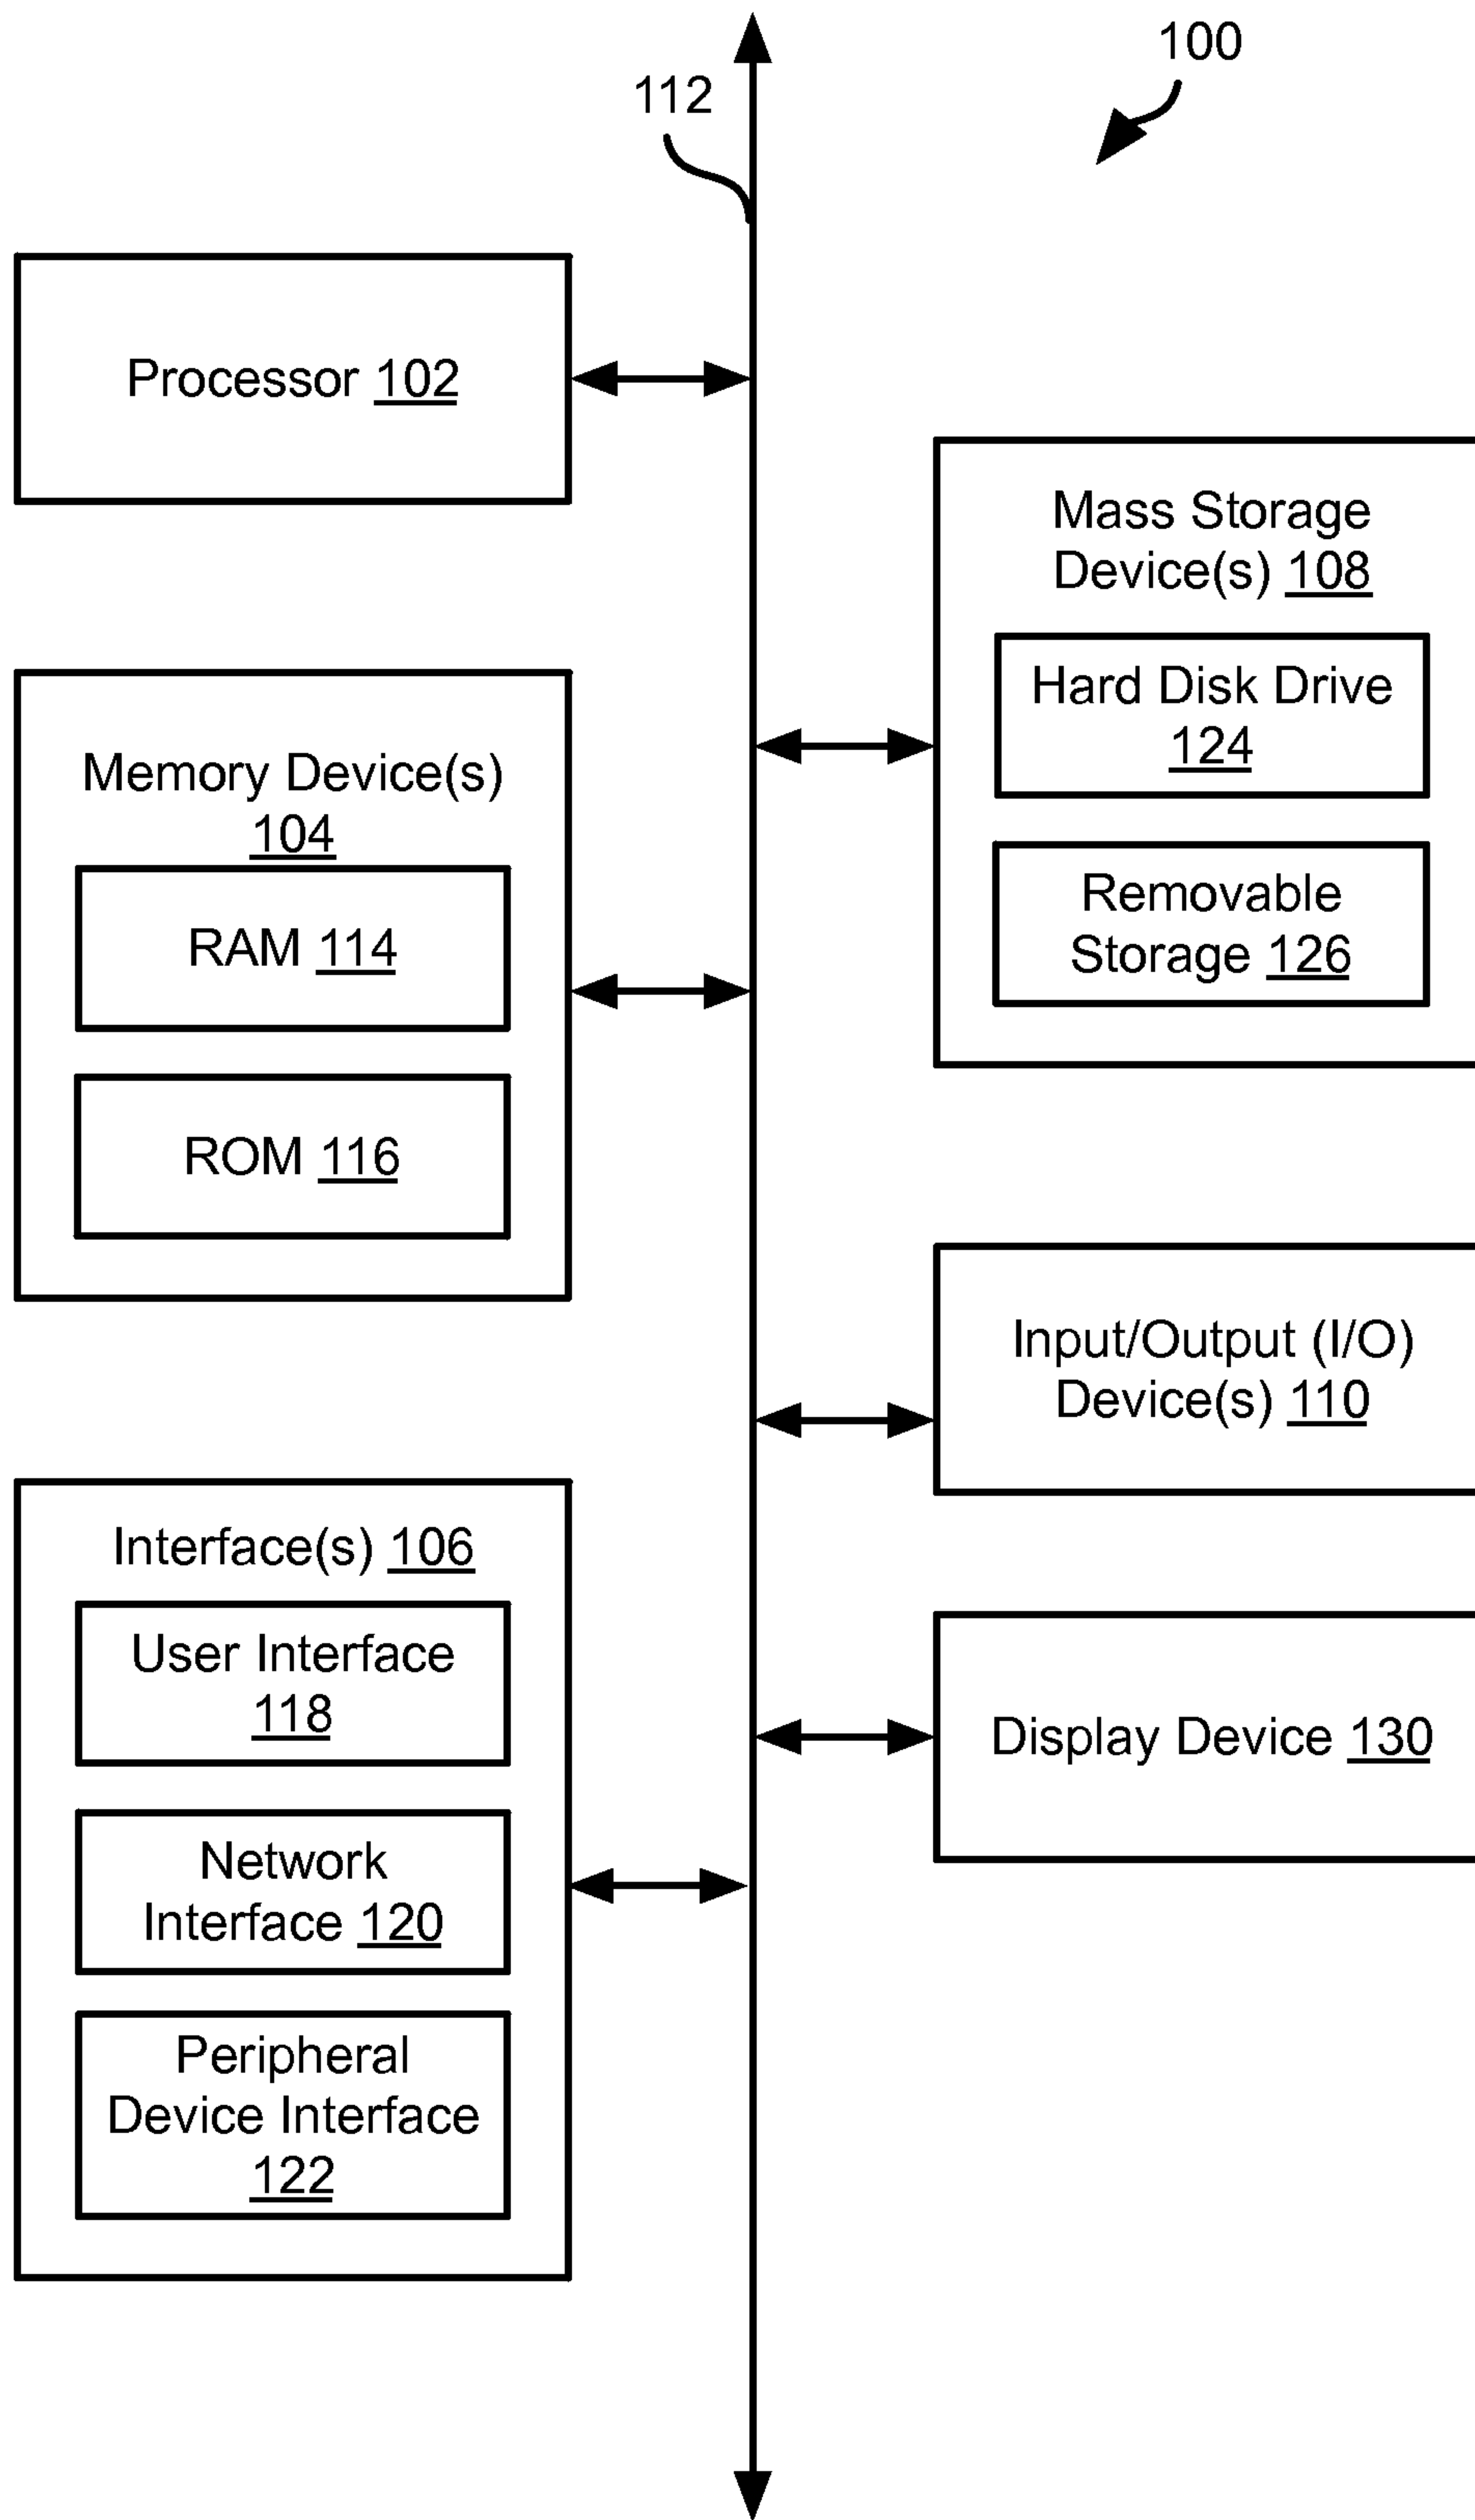 100
112
Processor 102
Mass Storage
Device(s) 108
Hard Disk Drive
124
Removable
Storage 126
Memory Device(s)
104
RAM 114
ROM 116
Input/Output (I/O)
Device(s) 110
Interface(s) 106
User Interface
118
Network
Interface 120
Peripheral
Device Interface
122
Display Device 130